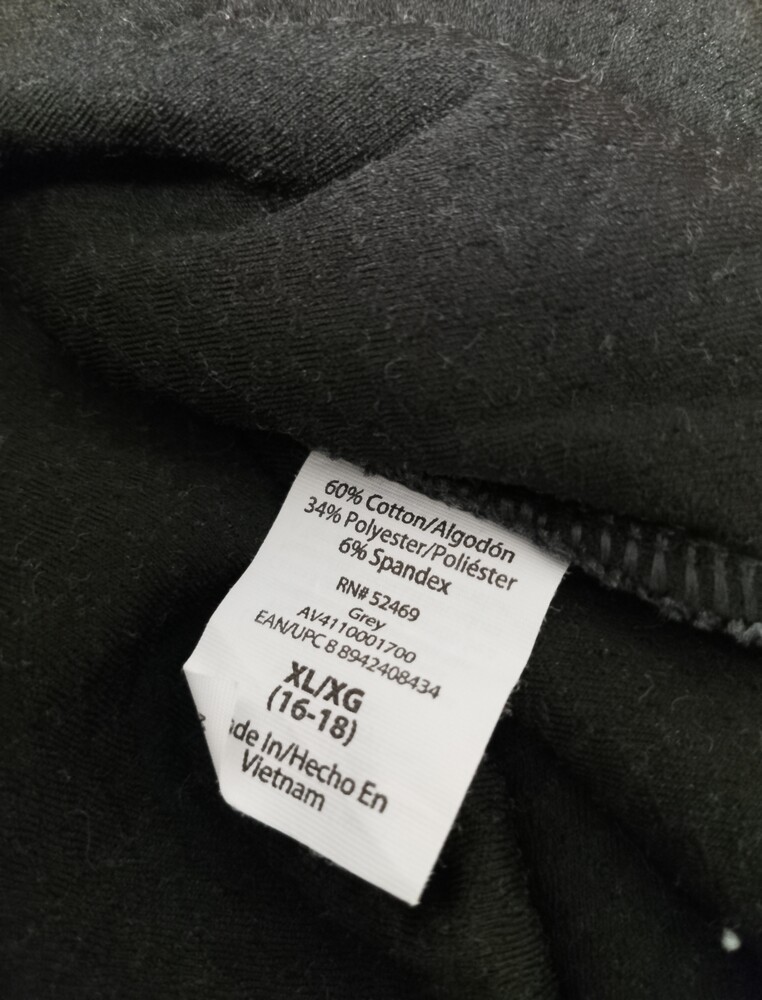 60% Cotton/Algodón
34% Polyester/Poliéster
6% Spandex
RN# 52469
Grey
AV4110001700
EAN/UPC 8 8942408434
XL/XG
(16-18)
ade In/Hecho En
Vietnam